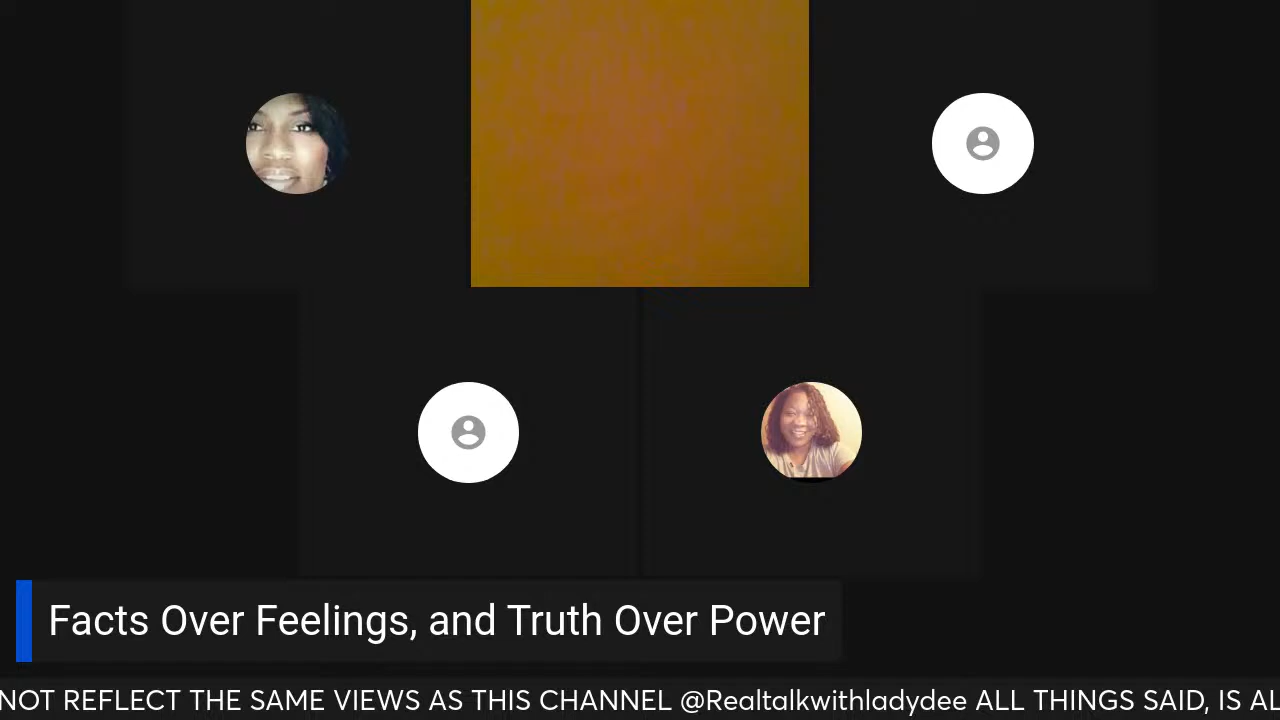 Facts Over Feelings, and Truth Over Power
NOT REFLECT THE SAME VIEWS AS THIS CHANNEL @Realtalkwithladydee ALL THINGS SAID, IS AL